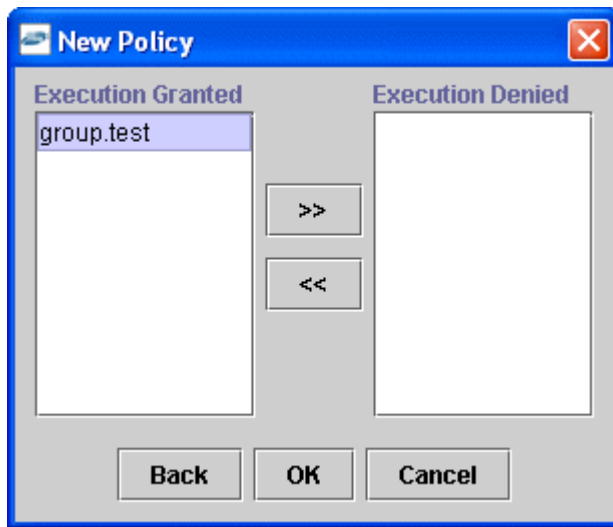 New Policy
Execution Granted
Execution Denied
group.test
>>
<<
Back
OK
Cancel